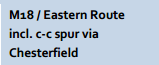 M18 / Eastern Route
incl. c-c spur via
Chesterfield